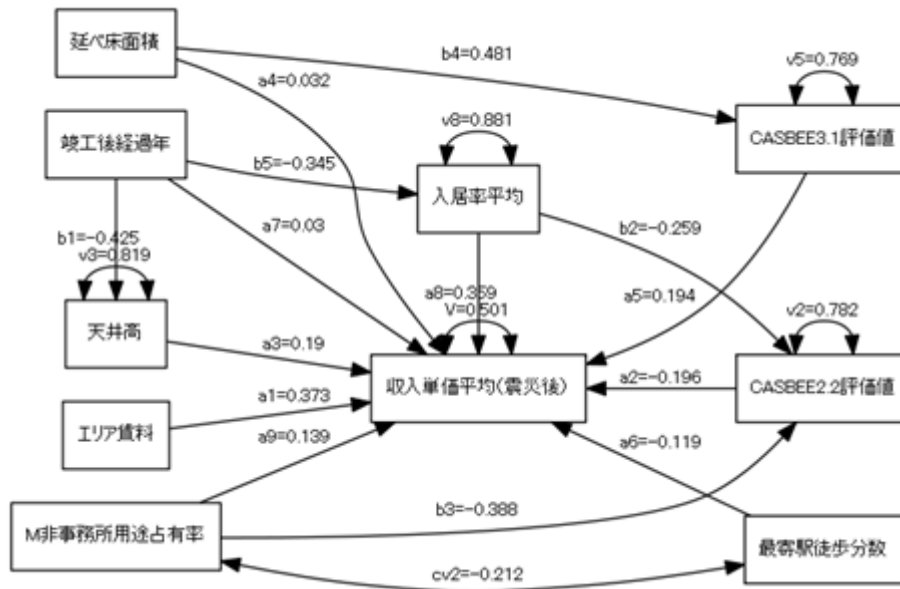 延べ床面積
b4=0.481
v5=0.769
a4=0.032
CASBEE3.1評価値
竣工後経過年
v8=0.881
b5=-0.345
入居率平均
a7=0.03
b2=-0.259
b1=-0.425
v3=0.819
a8=0.359
a5=0.194
V=0.501
v2=0.782
天井高
a3=0.19
収入単価平均(震災後)
a2=-0.196
CASBEE2.2評価値
a1=0.373
エリア賃料
a9=0.139
a6=-0.119
b3=-0.388
M非事務所用途占有率
最寄駅徒歩分数
cv2=-0.212